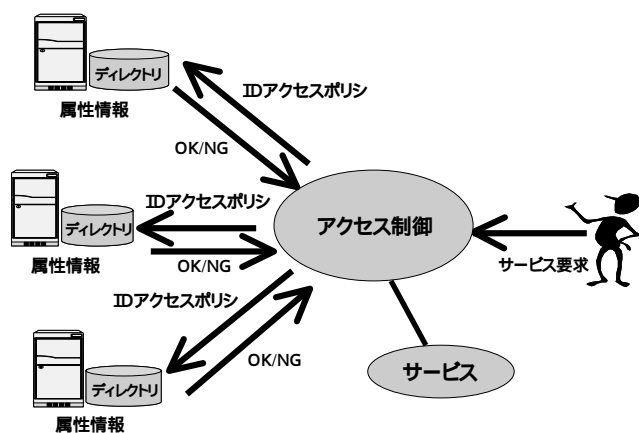 ディレクトリ
属性情報
IDアクセスポリシ
OK/NG
ディレクトリ
属性情報
IDアクセスポリシ
OK/NG
アクセス制御
サービス要求
IDアクセスポリシ
OK/NG
ディレクトリ
属性情報
サービス